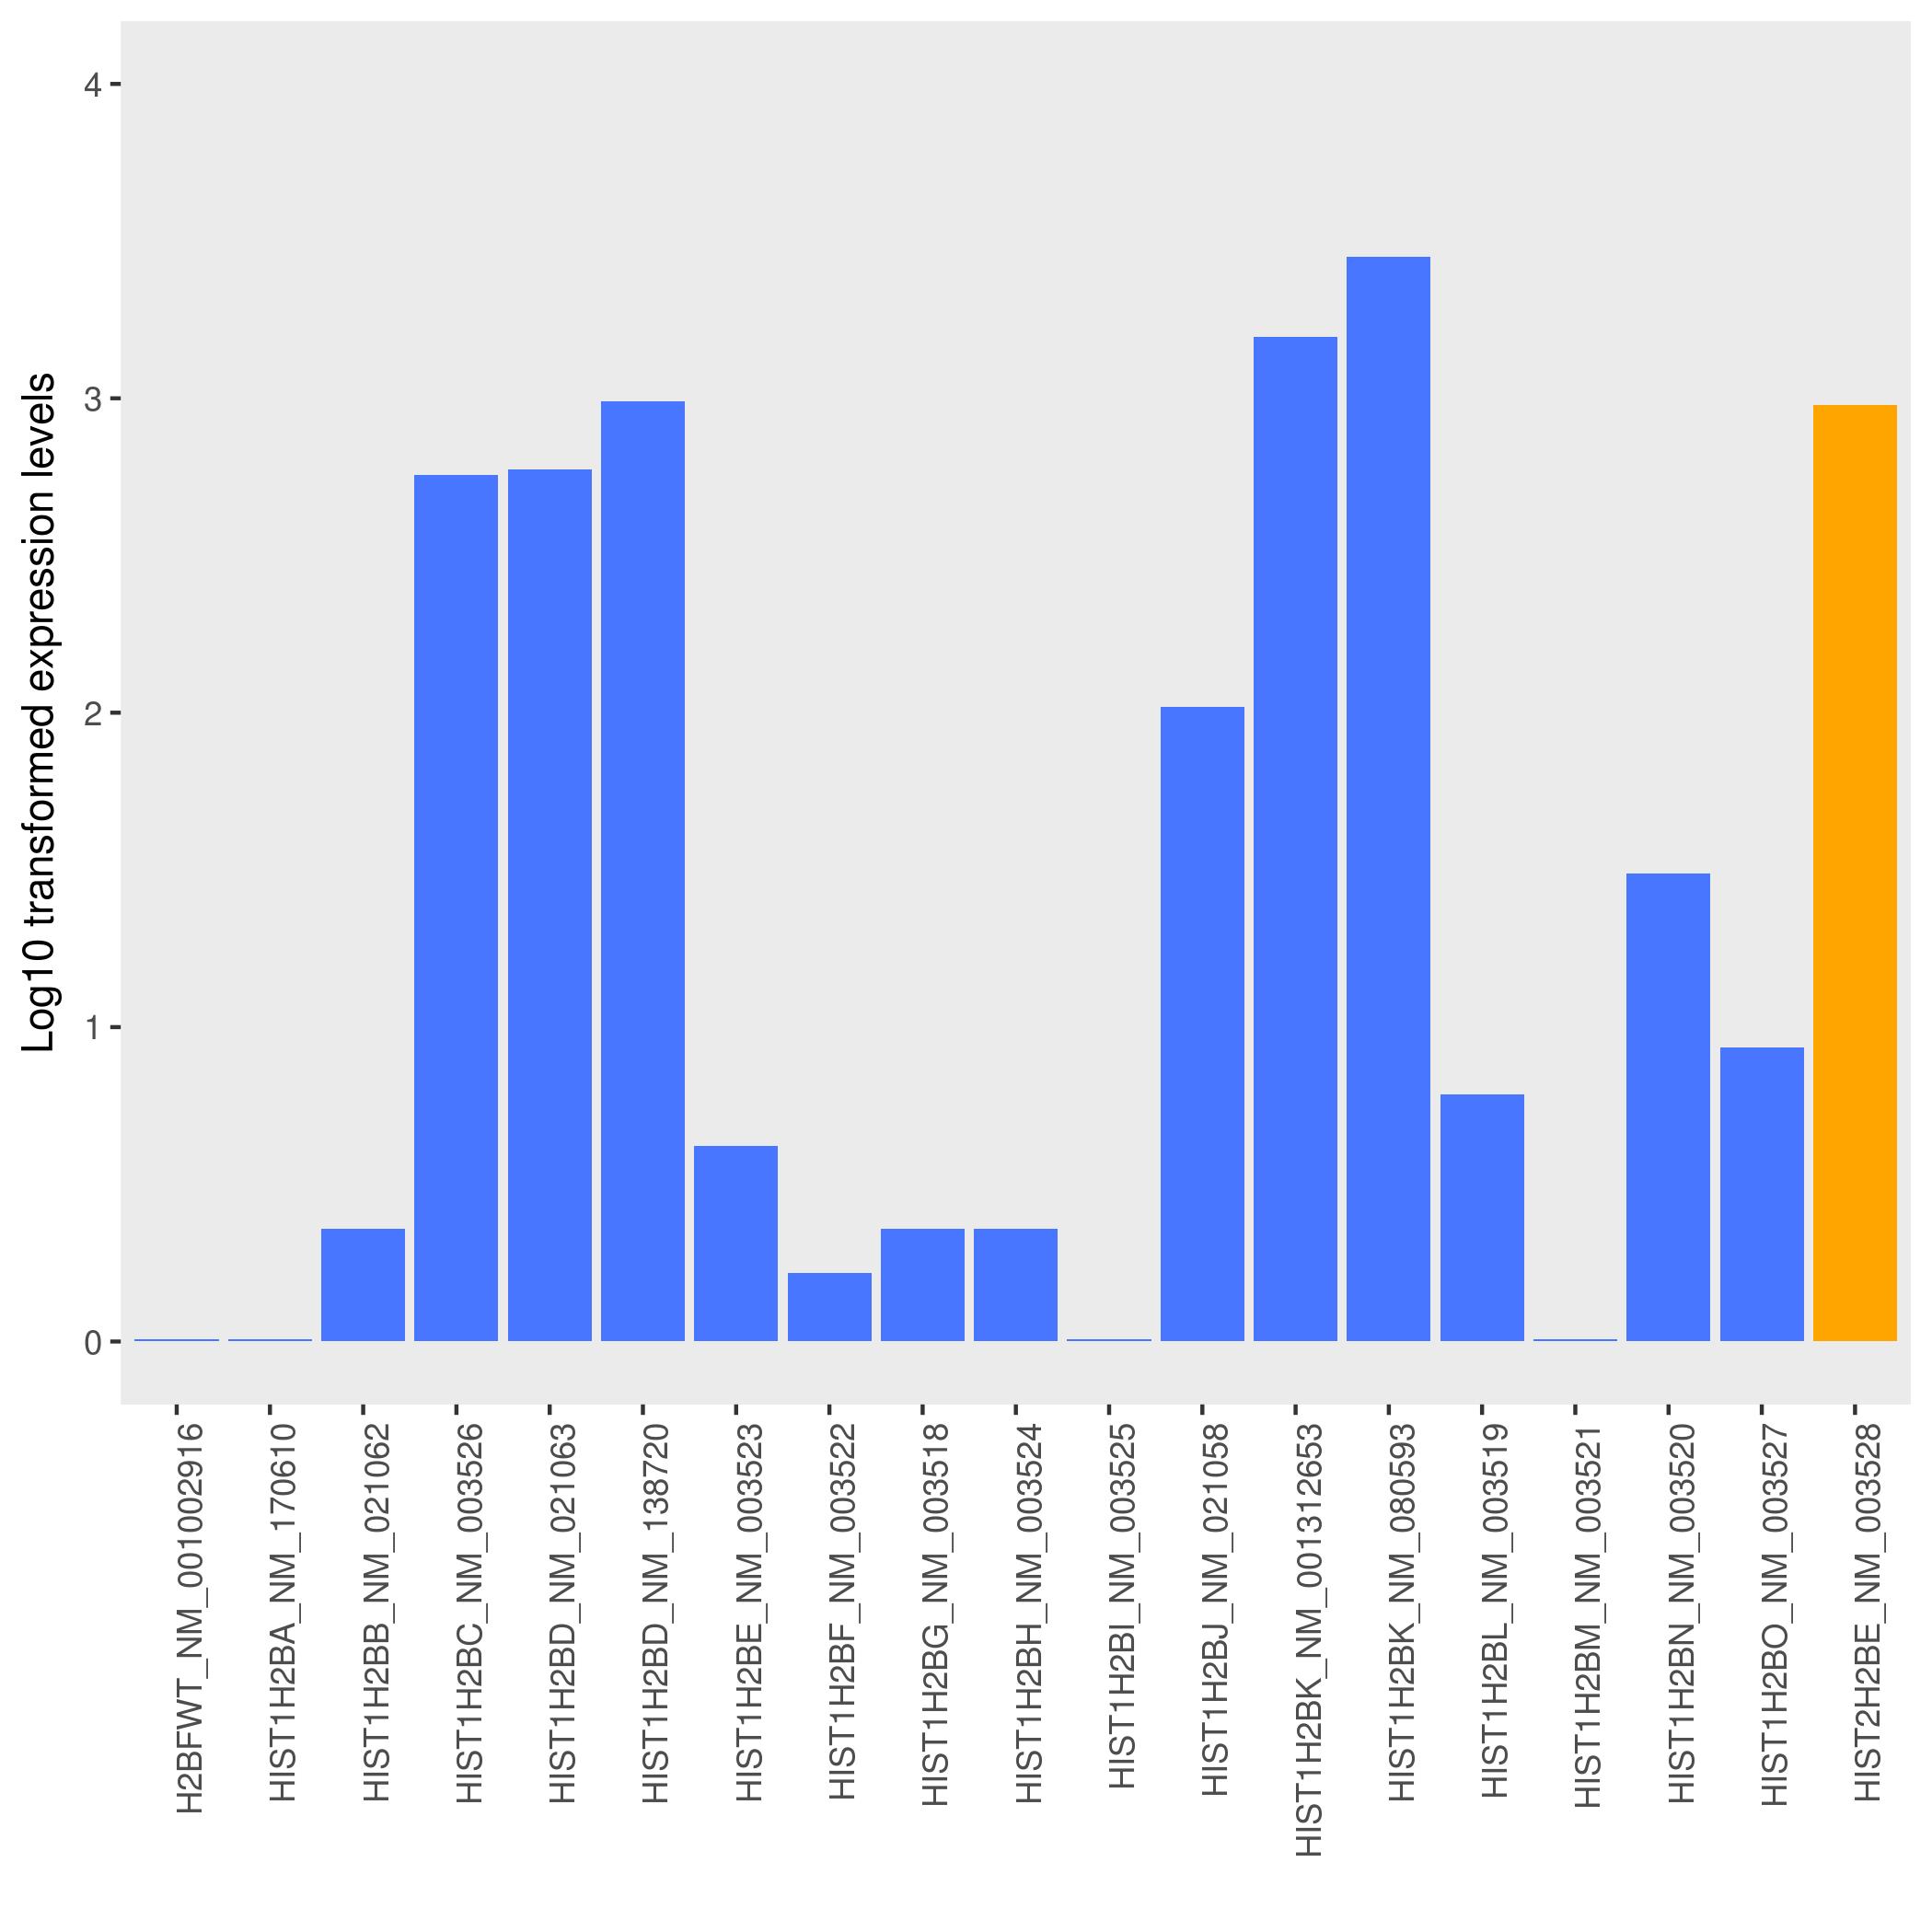 Log10 transformed expression levels
4
3
2
1
0
H2BFWT_NM_001002916
HIST1H2BA_NM_170610
HIST1H2BB_NM_021062
HIST1H2BC_NM_003526
HIST1H2BD_NM_021063
HIST1H2BD_NM_138720
HIST1H2BE_NM_003523
HIST1H2BF_NM_003522
HIST1H2BG_NM_003518
HIST1H2BH_NM_003524
HIST1H2BI_NM_003525
HIST1H2BJ_NM_021058
HIST1H2BK_NM_001312653
HIST1H2BK_NM_080593
HIST1H2BL_NM_003519
HIST1H2BM_NM_003521
HIST1H2BN_NM_003520
HIST1H2BO_NM_003527
HIST2H2BE_NM_003528